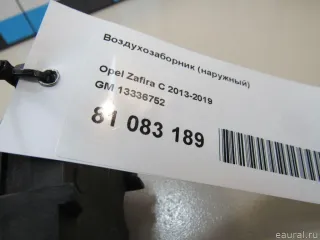 Воздухозаборник (наружный)
Opel Zafira C 2013-2019
GM 13336752
81 083 189
eaural.ru